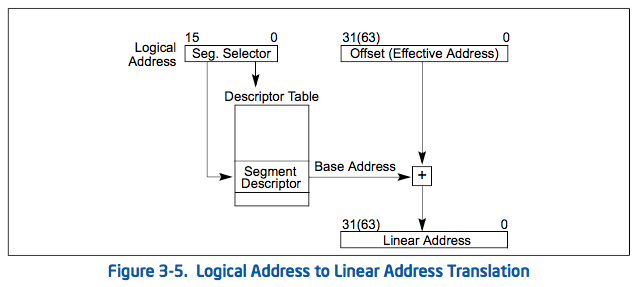 15 0
31(63) 0
Logical
Address
Seg. Selector
Offset (Effective Address)
Descriptor Table
Segment
Descriptor
Base Address
+
31(63) 0
Linear Address
Figure 3-5. Logical Address to Linear Address Translation